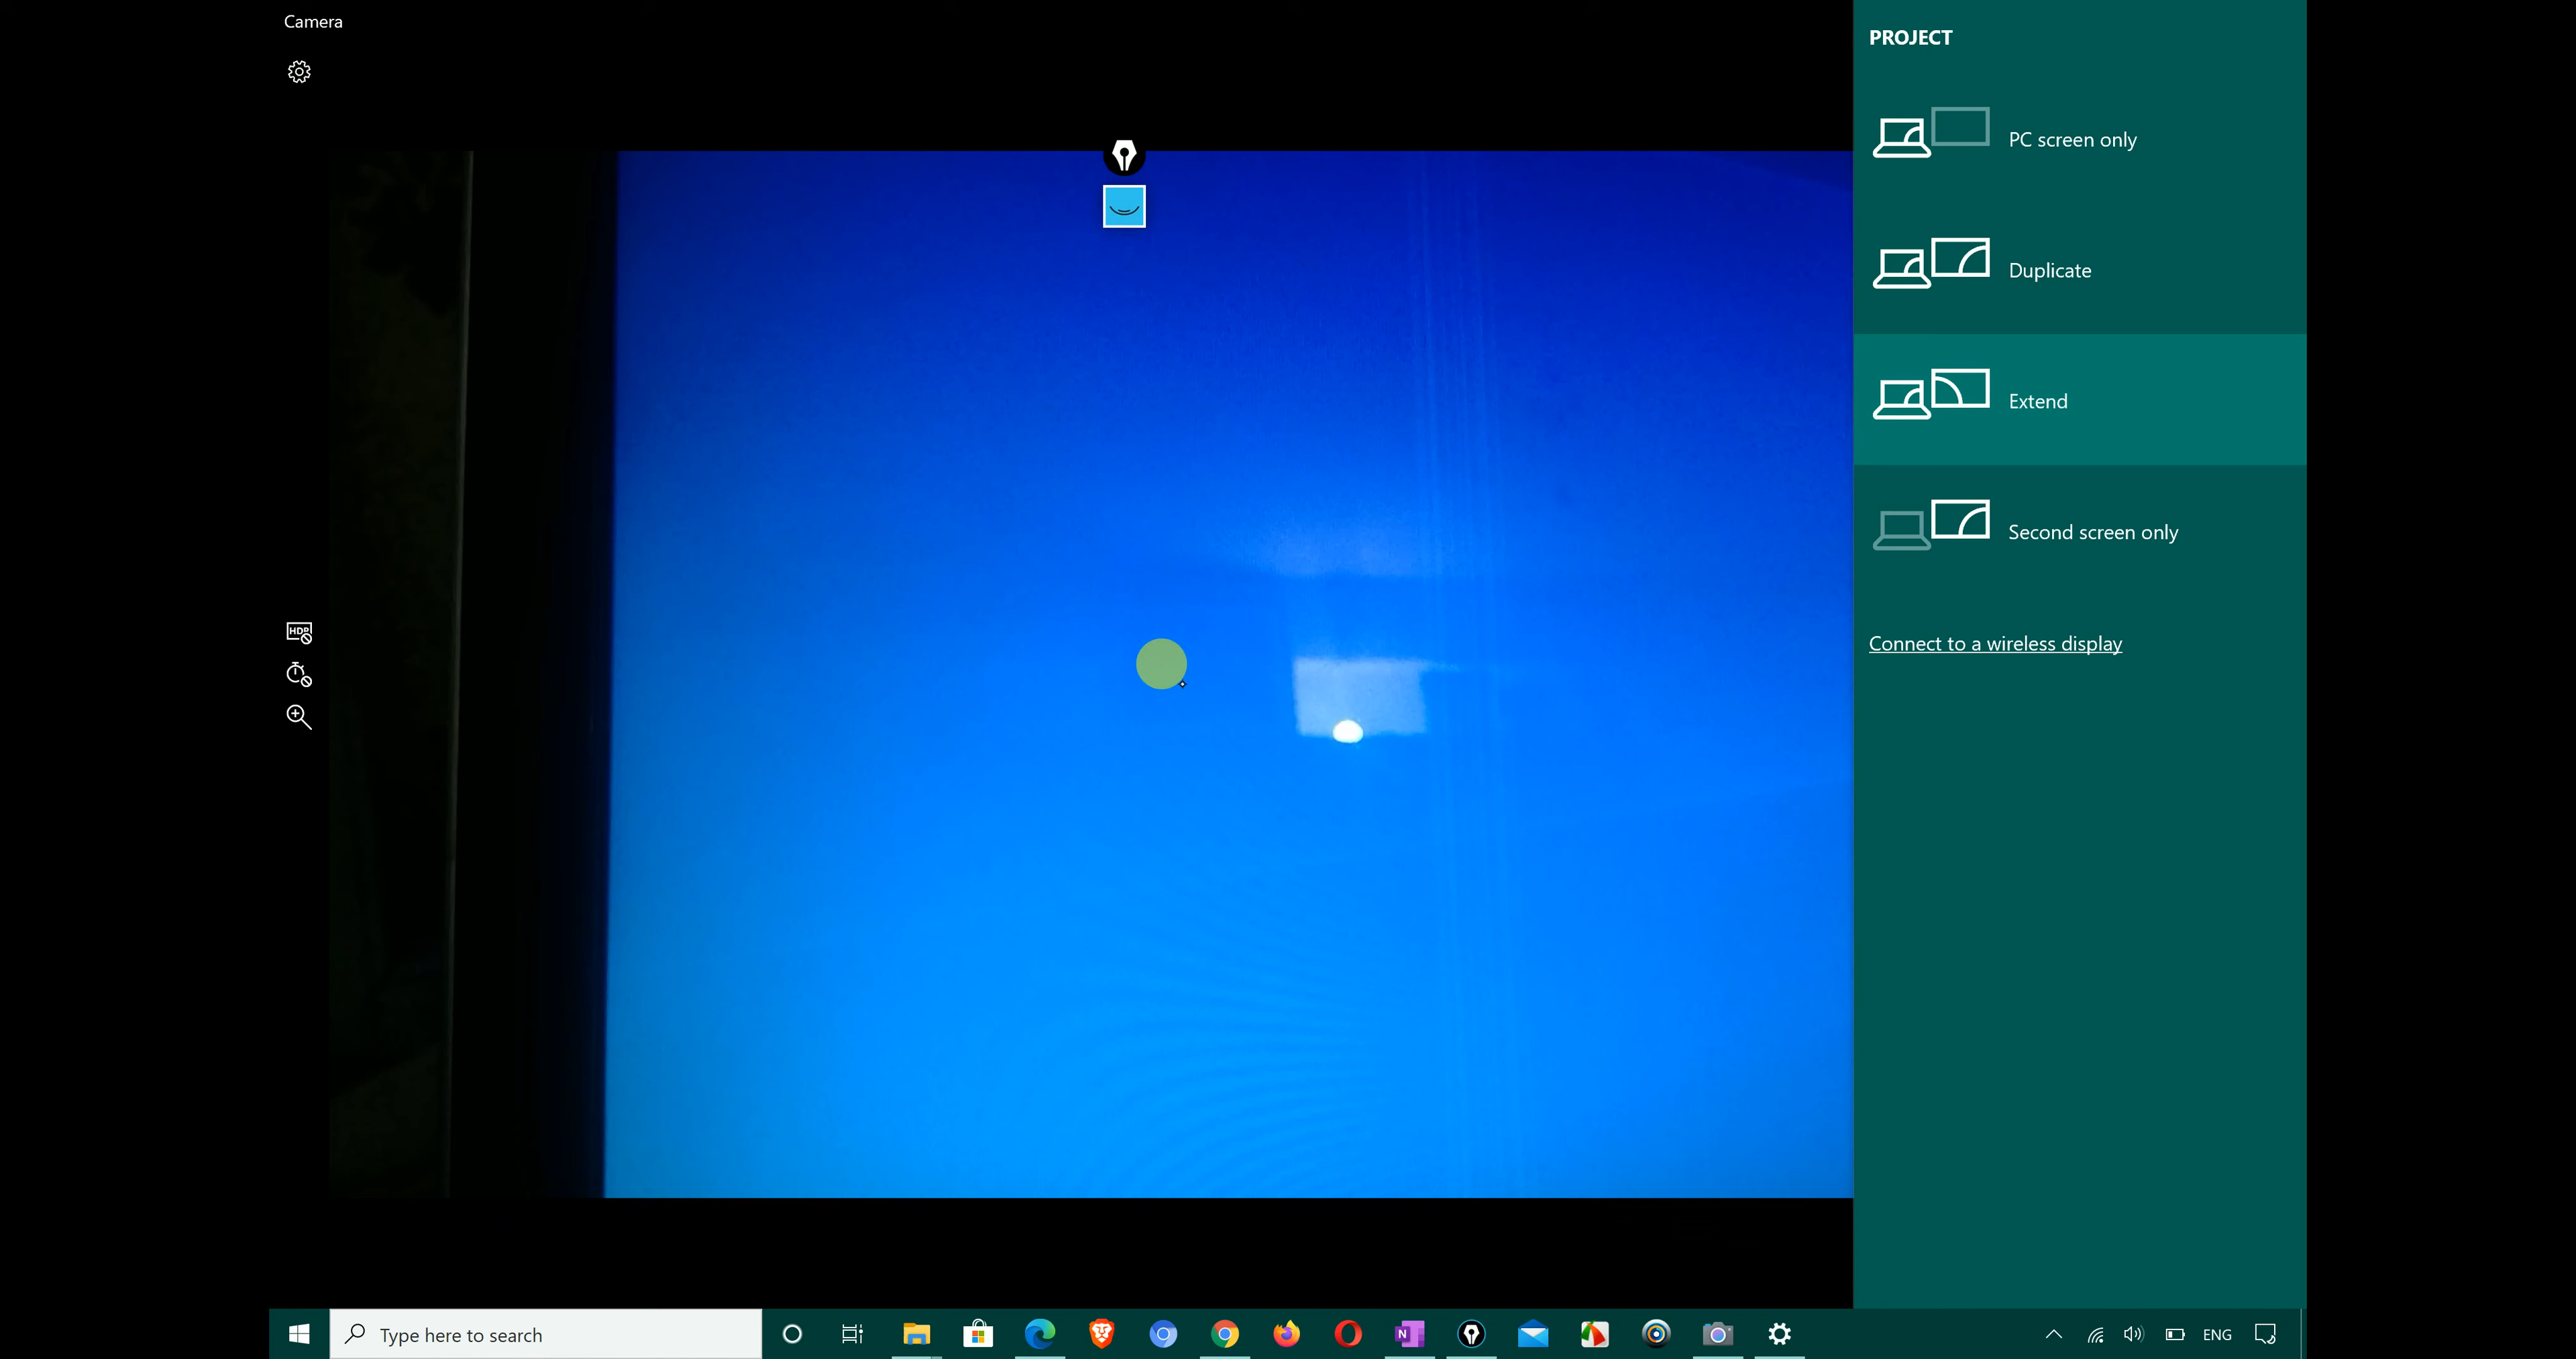 Camera
PROJECT
PC screen only
Duplicate
Extend
Second screen only
Connect to a wireless display
HDR
Type here to search
N
ENG